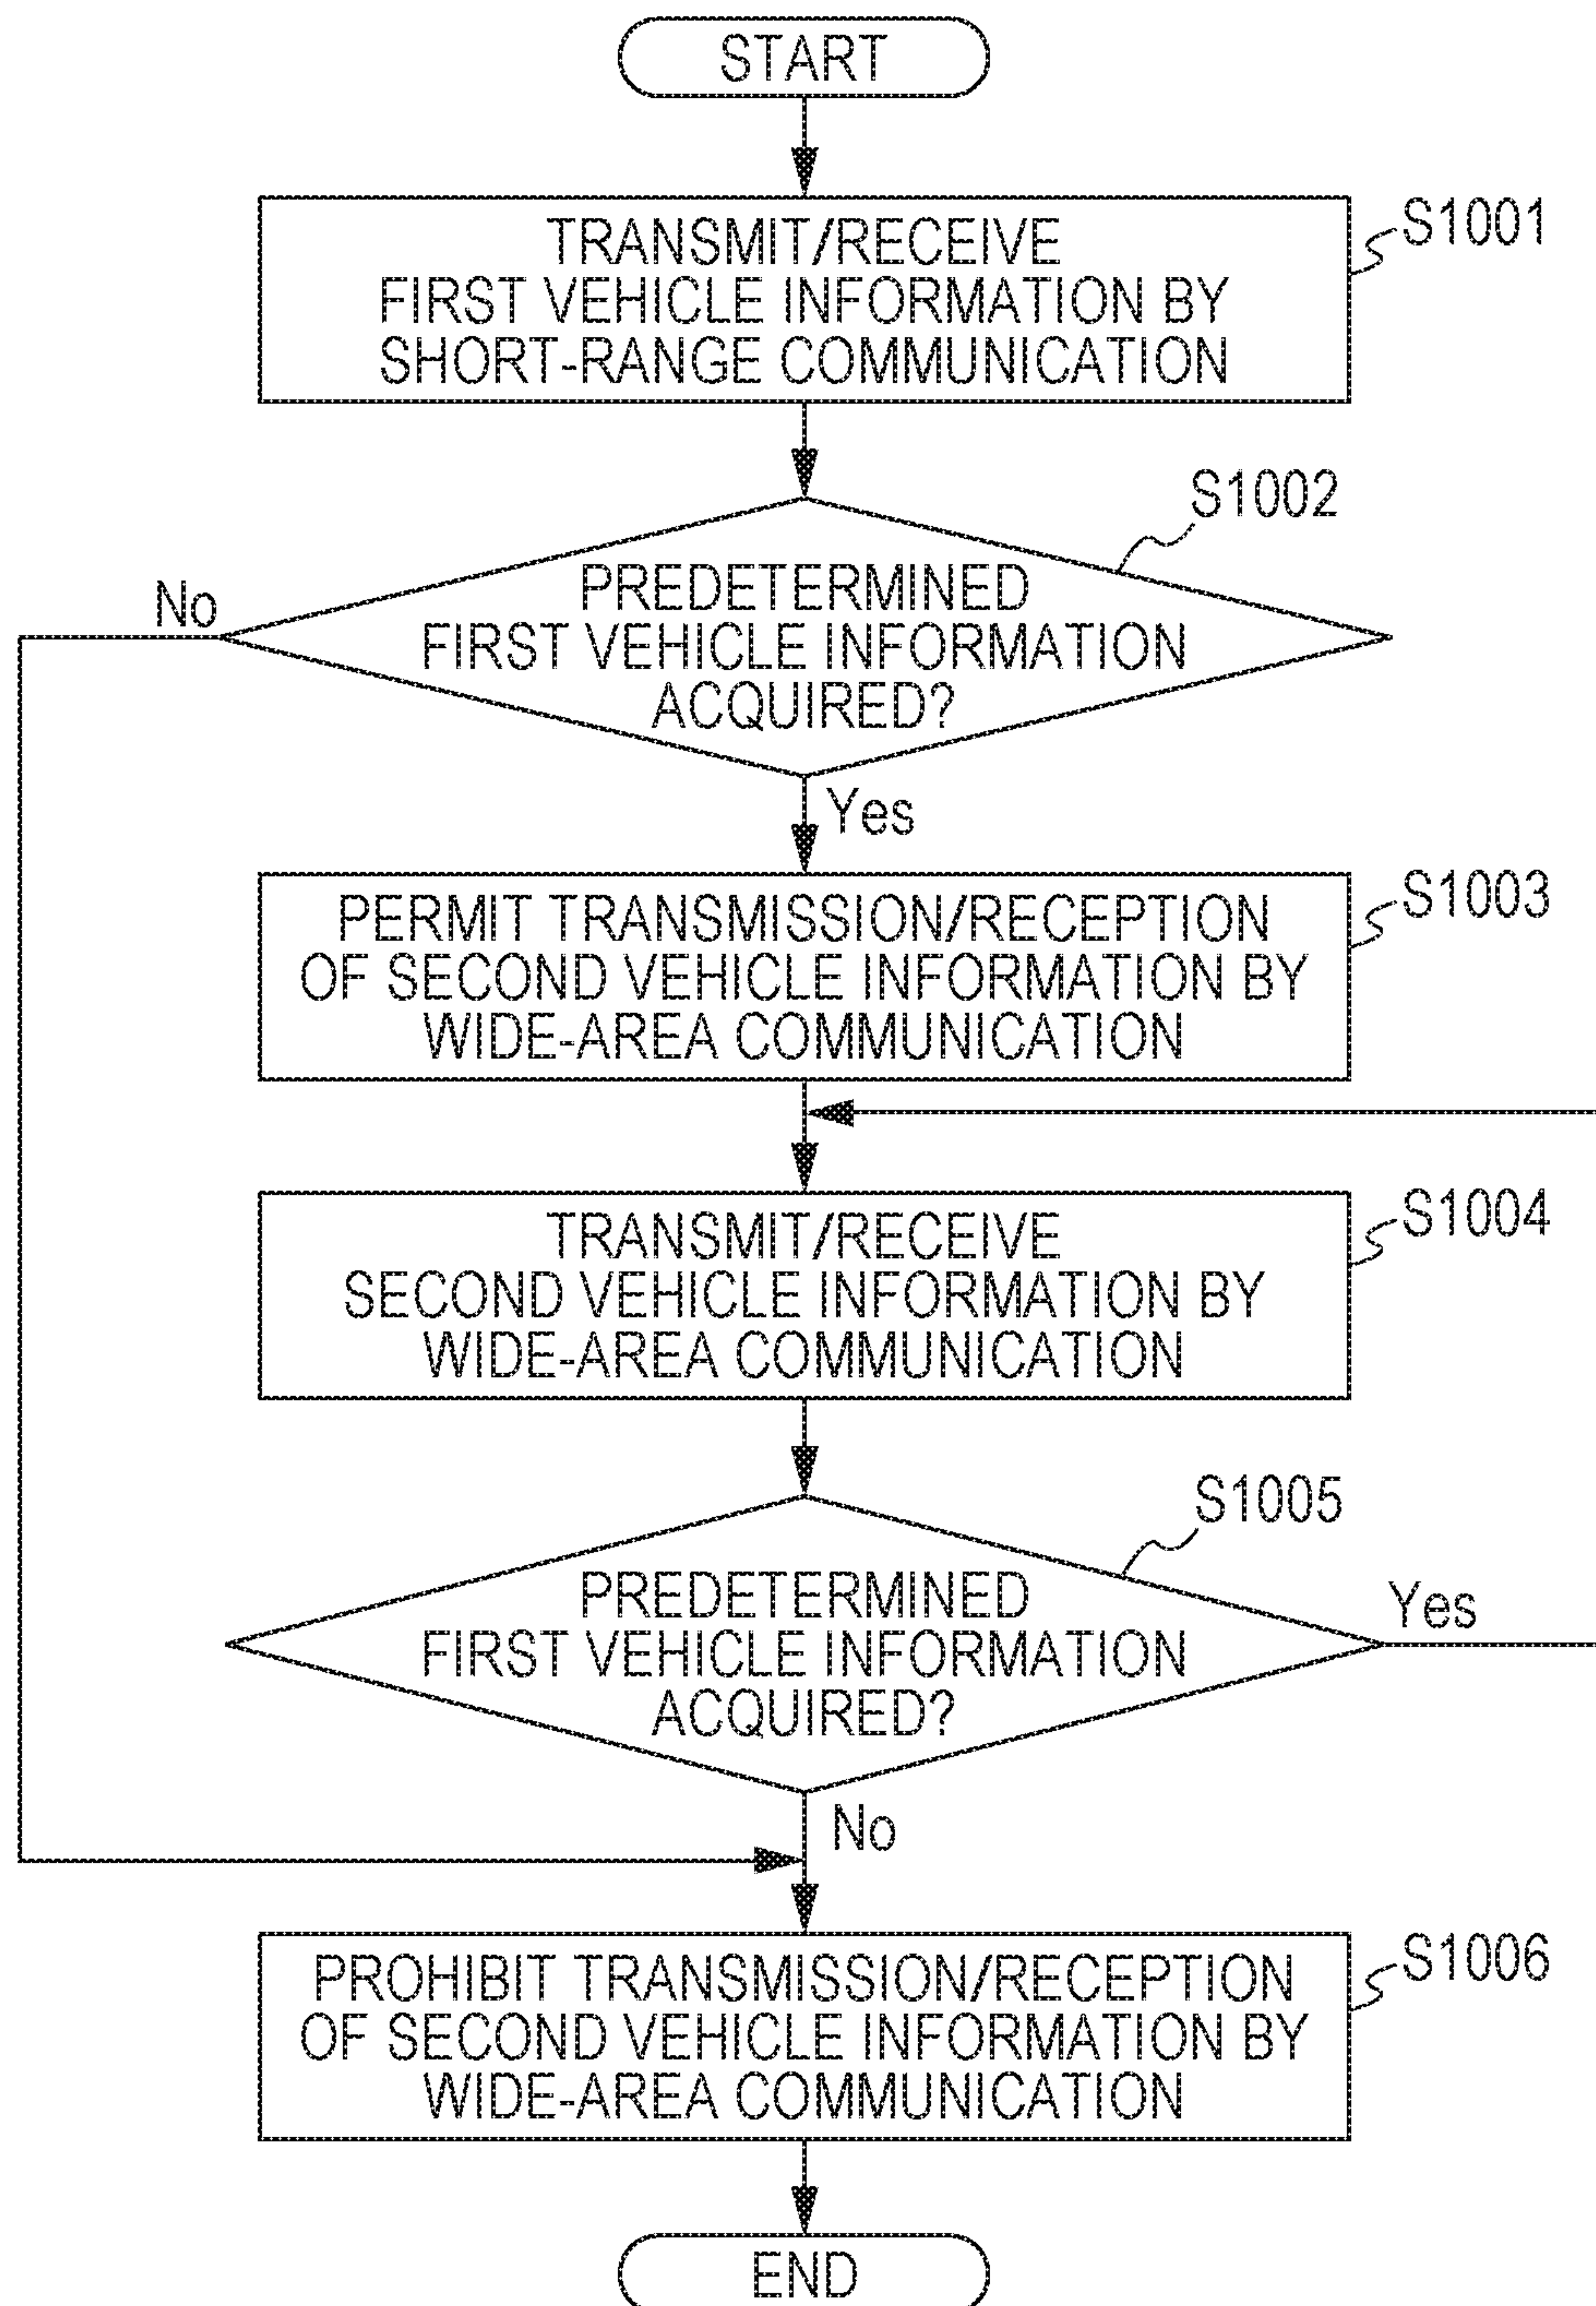 START
TRANSMIT/RECEIVE
FIRST VEHICLE INFORMATION BY
SHORT-RANGE COMMUNICATION
S1001
S1002
PREDETERMINED
FIRST VEHICLE INFORMATION
ACQUIRED?
No
Yes
PERMIT TRANSMISSION/RECEPTION
OF SECOND VEHICLE INFORMATION BY
WIDE-AREA COMMUNICATION
S1003
TRANSMIT/RECEIVE
SECOND VEHICLE INFORMATION BY
WIDE-AREA COMMUNICATION
S1004
S1005
PREDETERMINED
FIRST VEHICLE INFORMATION
ACQUIRED?
Yes
No
PROHIBIT TRANSMISSION/RECEPTION
OF SECOND VEHICLE INFORMATION BY
WIDE-AREA COMMUNICATION
S1006
END